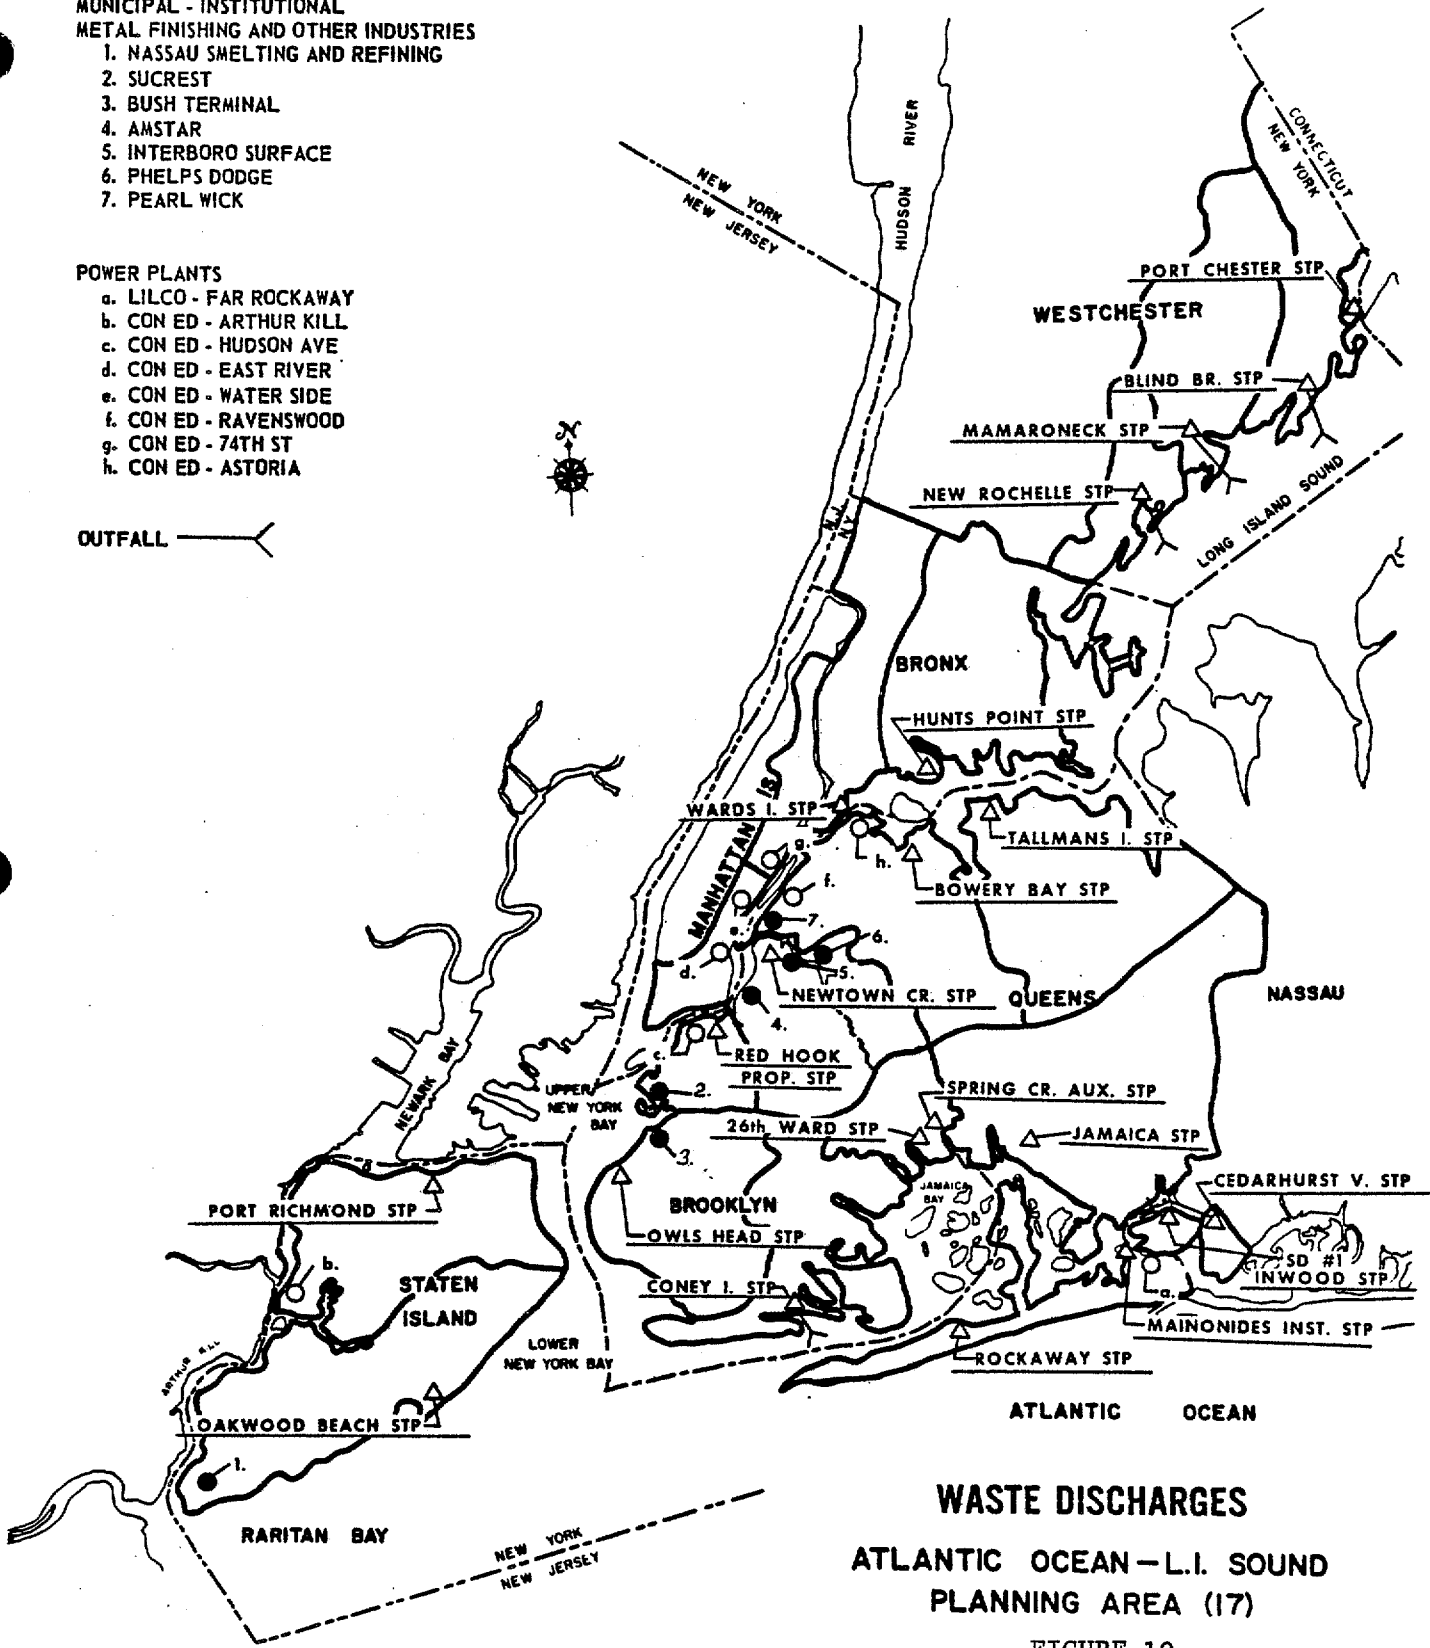 MUNICIPAL - INSTITUTIONAL
METAL FINISHING AND OTHER INDUSTRIES
1. NASSAU SMELTING AND REFINING
2. SUCREST
3. BUSH TERMINAL
4. AMSTAR
5. INTERBORO SURFACE
6. PHELPS DODGE
7. PEARL WICK
POWER PLANTS
a. LILCO - FAR ROCKAWAY
b. CON ED - ARTHUR KILL
c. CON ED - HUDSON AVE
d. CON ED - EAST RIVER
e. CON ED - WATER SIDE
f. CON ED - RAVENSWOOD
g. CON ED - 74TH ST
h. CON ED - ASTORIA
OUTFALL
N
HUDSON RIVER
NEW YORK
NEW JERSEY
CONNECTICUT
NEW YORK
PORT CHESTER STP
WESTCHESTER
BLIND BR. STP
MAMARONECK STP
NEW ROCHELLE STP
LONG ISLAND SOUND
N.J.
N.Y.
BRONX
HUNTS POINT STP
WARDS I. STP
MANHATTAN IS.
TALLMANS I. STP
g.
h.
BOWERY BAY STP
f.
7.
e.
6.
d.
5.
NEWTOWN CR. STP
QUEENS
NASSAU
4.
c.
RED HOOK
PROP. STP
NEWARK BAY
UPPER
NEW YORK
BAY
2.
SPRING CR. AUX. STP
26th WARD STP
JAMAICA STP
3.
JAMAICA
BAY
CEDARHURST V. STP
PORT RICHMOND STP
BROOKLYN
OWLS HEAD STP
SD #1
INWOOD STP
b.
STATEN
ISLAND
CONEY I. STP
a.
MAINONIDES INST. STP
ARTHUR KILL
LOWER
NEW YORK BAY
ROCKAWAY STP
OAKWOOD BEACH STP
ATLANTIC OCEAN
1.
RARITAN BAY
NEW YORK
NEW JERSEY
WASTE DISCHARGES
ATLANTIC OCEAN—L.I. SOUND
PLANNING AREA (17)